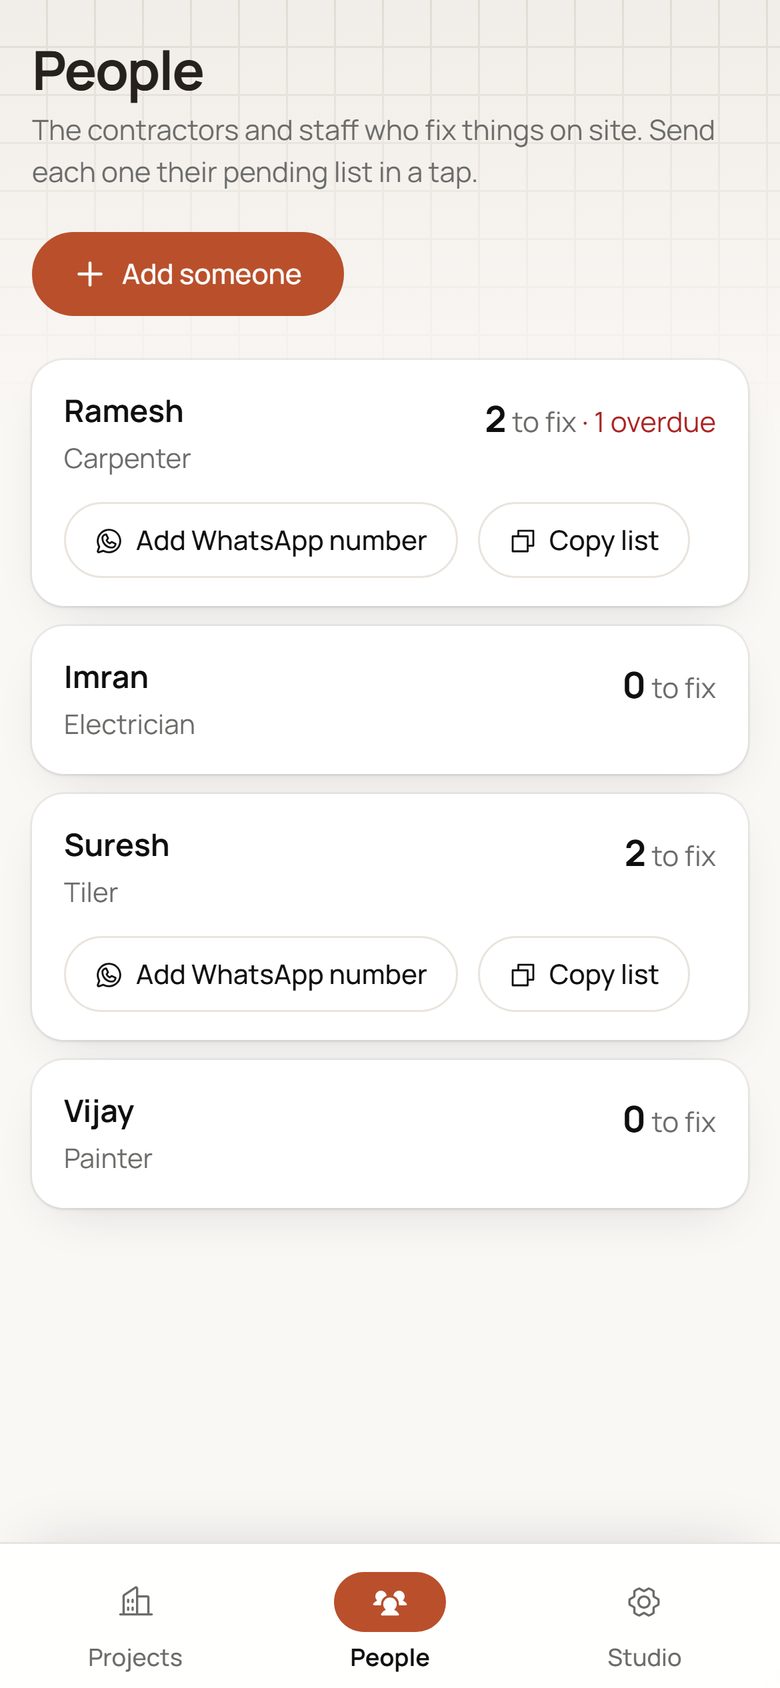 People
The contractors and staff who fix things on site. Send
each one their pending list in a tap.
Add someone
Ramesh
2 to fix · 1 overdue
Carpenter
Add WhatsApp number
Copy list
Imran
0 to fix
Electrician
Suresh
2 to fix
Tiler
Add WhatsApp number
Copy list
Vijay
0 to fix
Painter
Projects
People
Studio